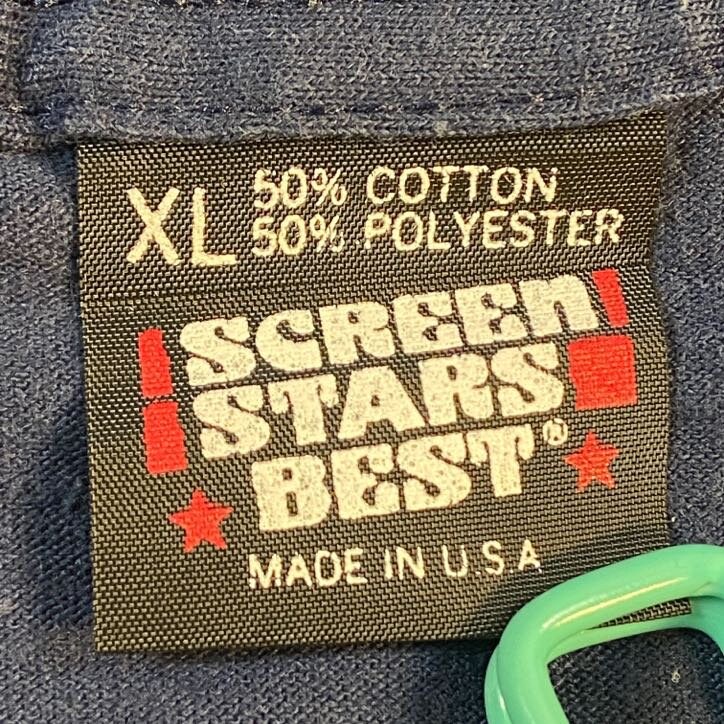 XL
50% COTTON
50% POLYESTER
SCREEN
STARS
BEST®
MADE IN U.S.A